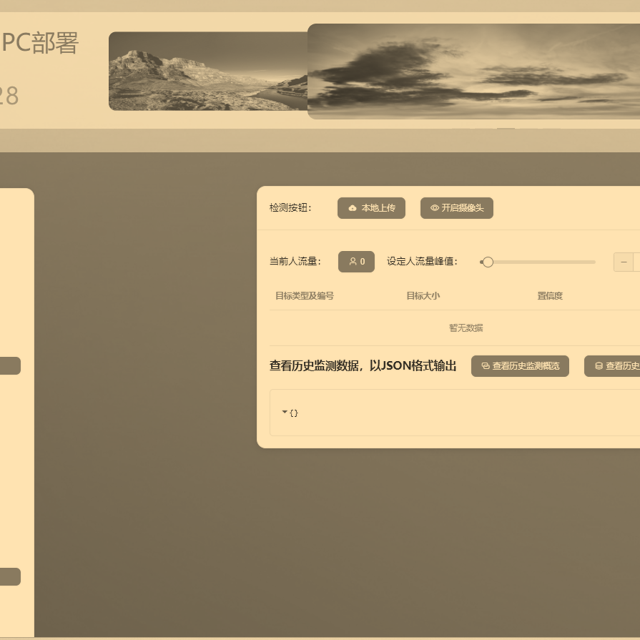 PC部署
28
检测按钮：
本地上传
开启摄像头
当前人流量：
0
设定人流量峰值：
目标类型及编号 目标大小 置信度
暂无数据
查看历史监测数据，以JSON格式输出
查看历史监测概览
查看历史
{}